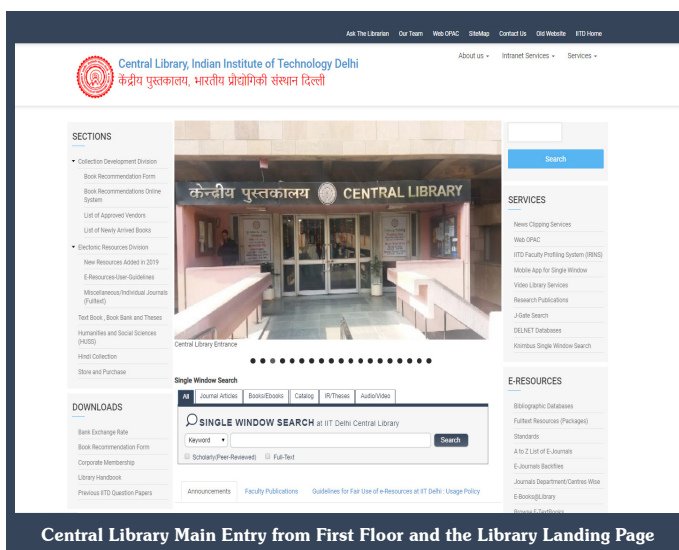 Ask The Librarian Our Team Web OPAC SiteMap Contact Us Old Website IITD Home
Central Library, Indian Institute of Technology Delhi
केंद्रीय पुस्तकालय, भारतीय प्रौद्योगिकी संस्थान दिल्ली
About us Intranet Services Services
SECTIONS
Collection Development Division
Book Recommendation Form
Book Recommendations Online
System
List of Approved Vendors
List of Newly Arrived Books
Electonic Resources Division
New Resources Added in 2019
E-Resources-User-Guidelines
Miscellaneous/Individual Journals
(Fulltext)
Text Book , Book Bank and Theses
Humanities and Social Sciences
(HUSS)
Hindi Collection
Store and Purchase
DOWNLOADS
Bank Exchange Rate
Book Recommendation Form
Corporate Membership
Library Handbook
Previous IITD Question Papers
केन्द्रीय पुस्तकालय CENTRAL LIBRARY
Central Library Entrance
Single Window Search
All Journal Articles Books/Ebooks Catalog IR/Theses Audio/Video
SINGLE WINDOW SEARCH at IIT Delhi Central Library
Keyword Search
Scholarly(Peer-Reviewed) Full-Text
Announcements Faculty Publications Guidelines for Fair Use of e-Resources at IIT Delhi : Usage Policy
Search
SERVICES
News Clipping Services
Web OPAC
IITD Faculty Profiling System (IRINS)
Mobile App for Single Window
Video Library Services
Research Publications
J-Gate Search
DELNET Databases
Knimbus Single Window Search
E-RESOURCES
Bibliographic Databases
Fulltext Resources (Packages)
Standards
A to Z List of E-Journals
E-Journals Backfiles
Journals Department/Centres Wise
E-Books@Library
Browse E-TextBooks
Central Library Main Entry from First Floor and the Library Landing Page